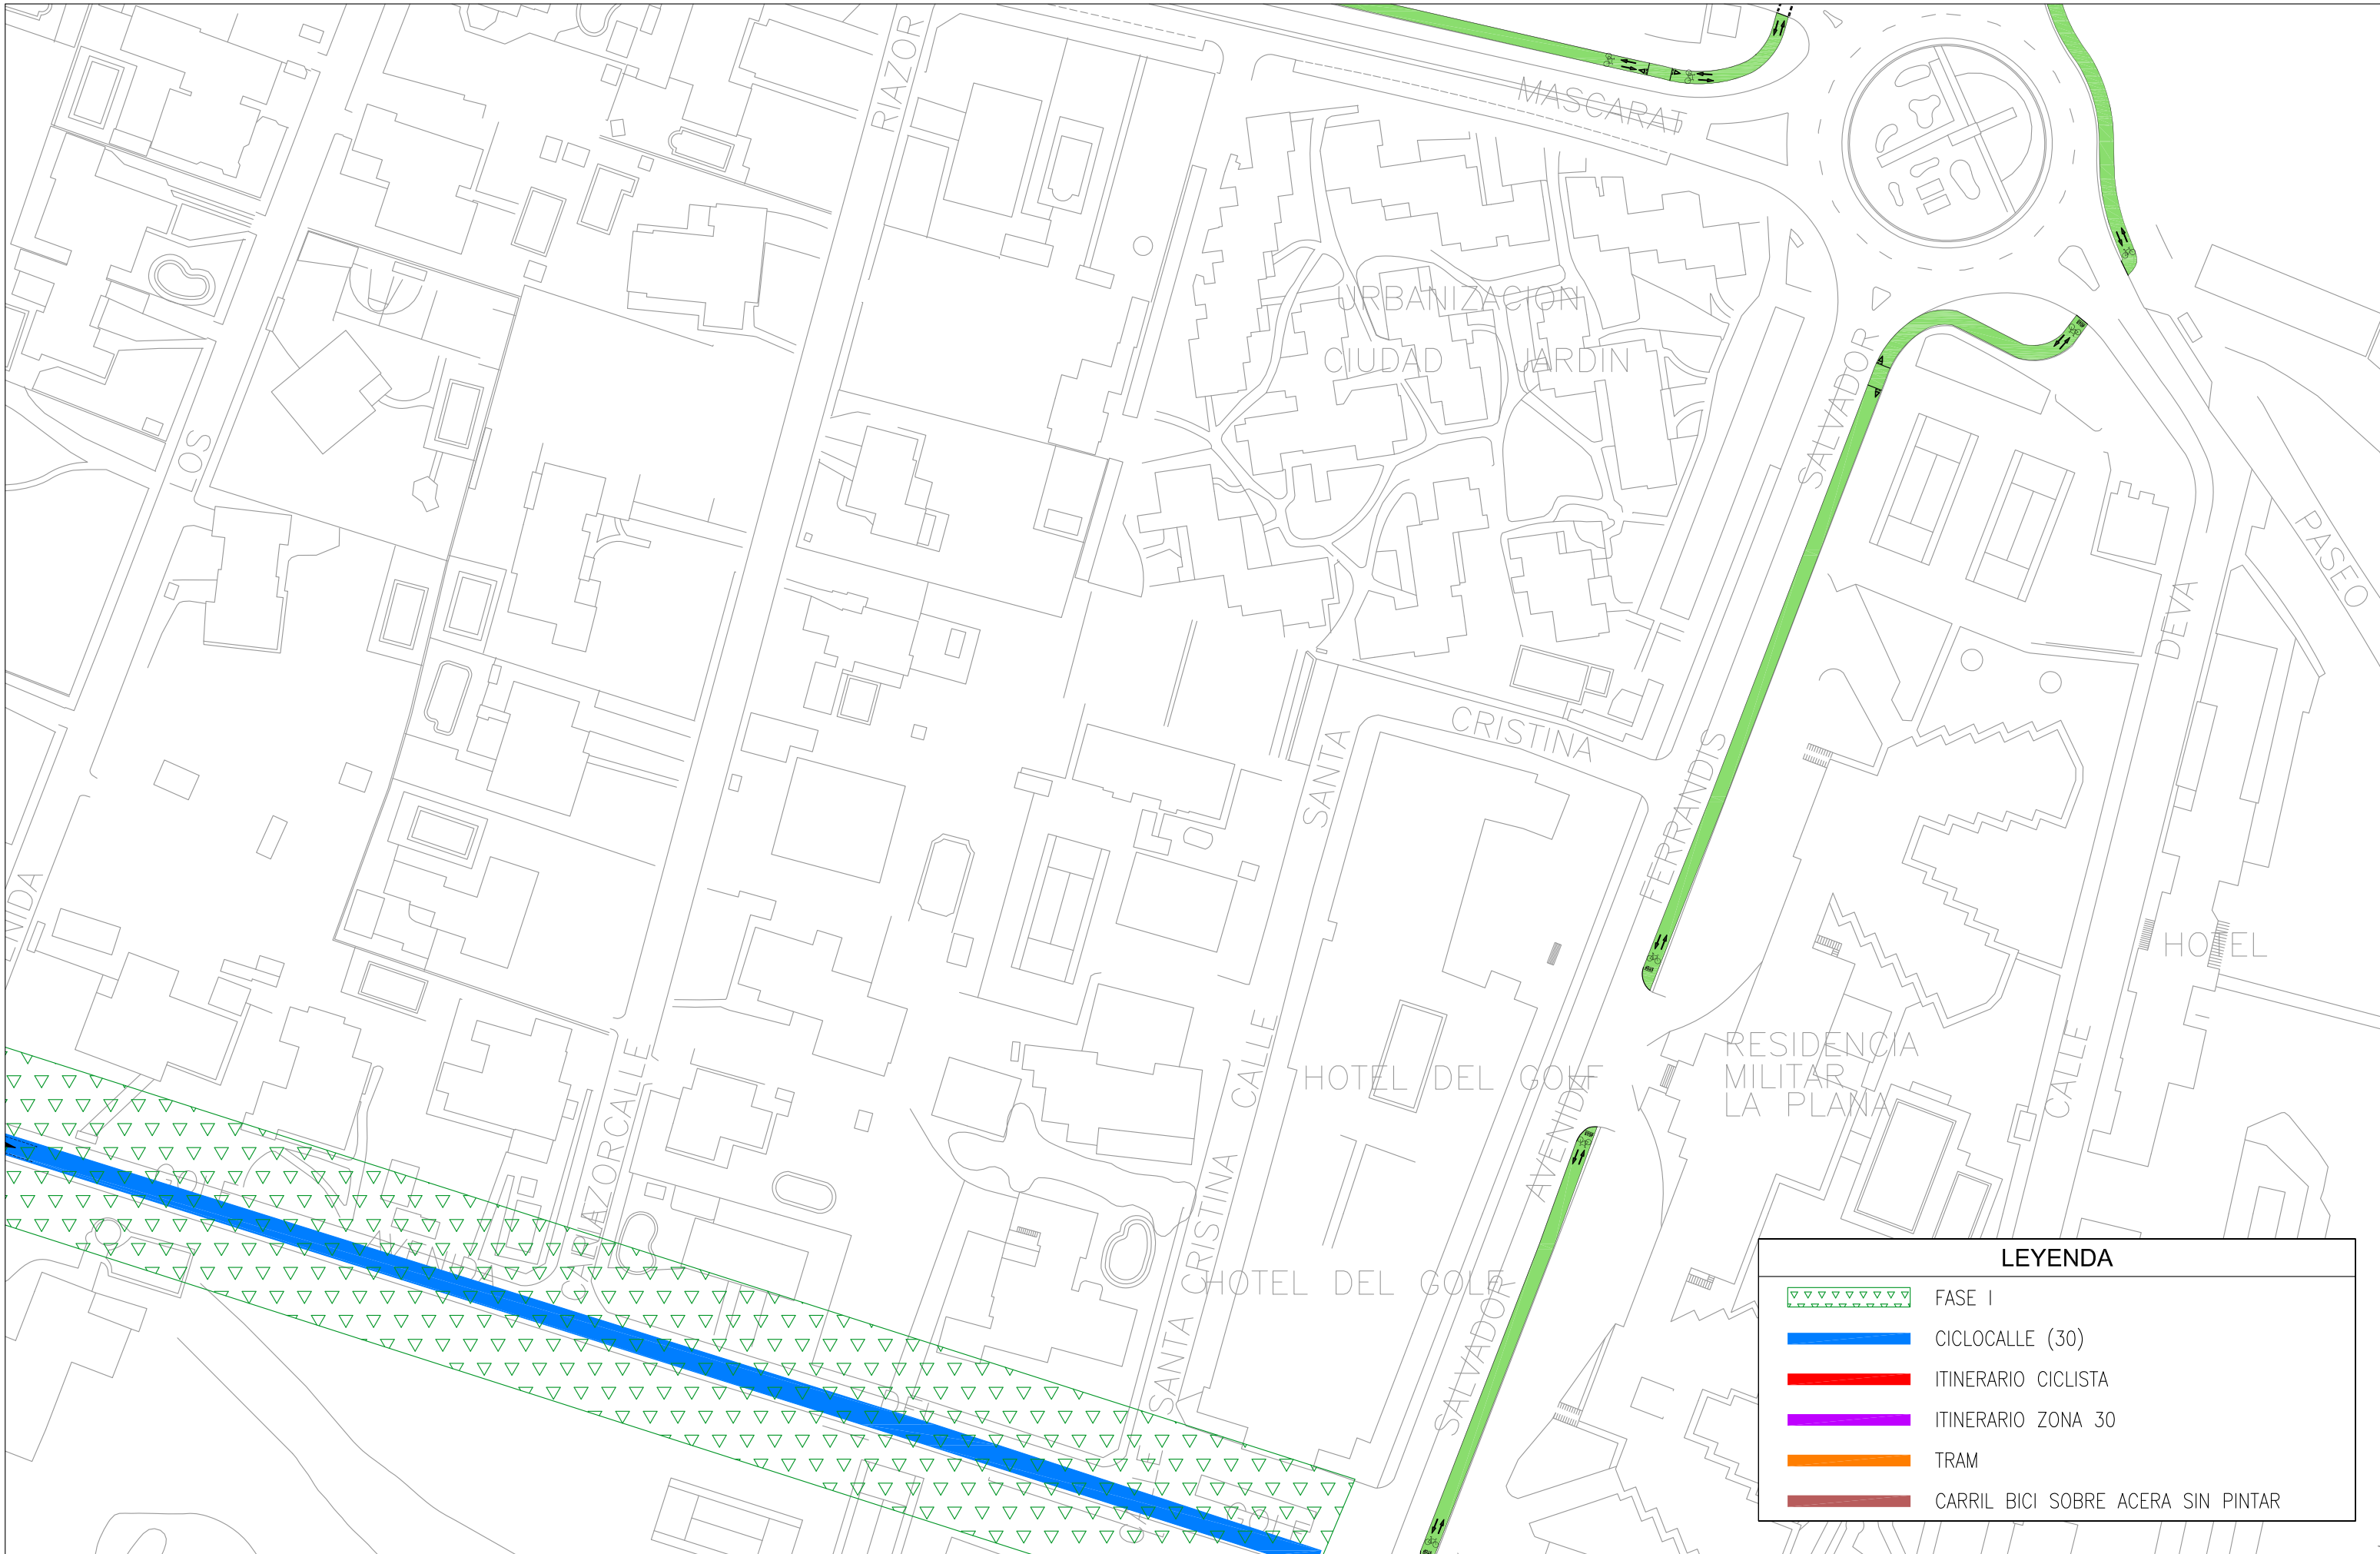 RIAZOR
MASCARAT
URBANIZACION
CIUDAD JARDIN
LOS
SALVADOR
PASEO
DEVA
SANTA
CRISTINA
FERRANDIS
HOTEL
CALLE
HOTEL DEL GOLF
AVENIDA
RESIDENCIA
MILITAR
LA PLANA
CALLE
CALLE
SANTA CRISTINA
HOTEL DEL GOLF
SALVADOR
AVENIDA
LEYENDA
FASE I
CICLOCALLE (30)
ITINERARIO CICLISTA
ITINERARIO ZONA 30
TRAM
CARRIL BICI SOBRE ACERA SIN PINTAR